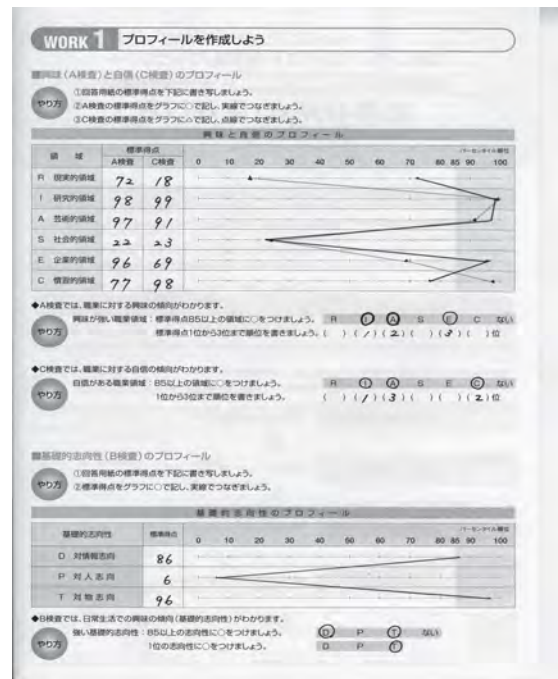 WORK 1 プロフィールを作成しよう
■興味(A検査)と自信(C検査)のプロフィール
やり方
①回答用紙の標準得点を下記に書き写しましょう。
②A検査の標準得点をグラフに○で記し、実線でつなぎましょう。
③C検査の標準得点をグラフに△で記し、点線でつなぎましょう。
興味と自信のプロフィール
領 域 標準得点 パーセンタイル順位
A検査 C検査 0 10 20 30 40 50 60 70 80 85 90 100
R 現実的領域 72 18
I 研究的領域 98 99
A 芸術的領域 97 91
S 社会的領域 22 23
E 企業的領域 96 69
C 慣習的領域 77 98
◆A検査では、職業に対する興味の傾向がわかります。
やり方
興味が強い職業領域:標準得点85以上の領域に○をつけましょう。 R I A S E C ない
標準得点1位から3位まで順位を書きましょう。( )(1)(2)( )(3)( )位
◆C検査では、職業に対する自信の傾向がわかります。
やり方
自信がある職業領域:85以上の領域に○をつけましょう。 R I A S E C ない
1位から3位まで順位を書きましょう。 ( )(1)(3)( )( )(2)位
■基礎的志向性(B検査)のプロフィール
やり方
①回答用紙の標準得点を下記に書き写しましょう。
②標準得点をグラフに○で記し、実線でつなぎましょう。
基礎的志向性のプロフィール
基礎的志向性 標準得点 パーセンタイル順位
0 10 20 30 40 50 60 70 80 85 90 100
D 対情報志向 86
P 対人志向 6
T 対物志向 96
◆B検査では、日常生活での興味の傾向(基礎的志向性)がわかります。
やり方
強い基礎的志向性:85以上の志向性に○をつけましょう。 D P T ない
1位の志向性に○をつけましょう。 D P T